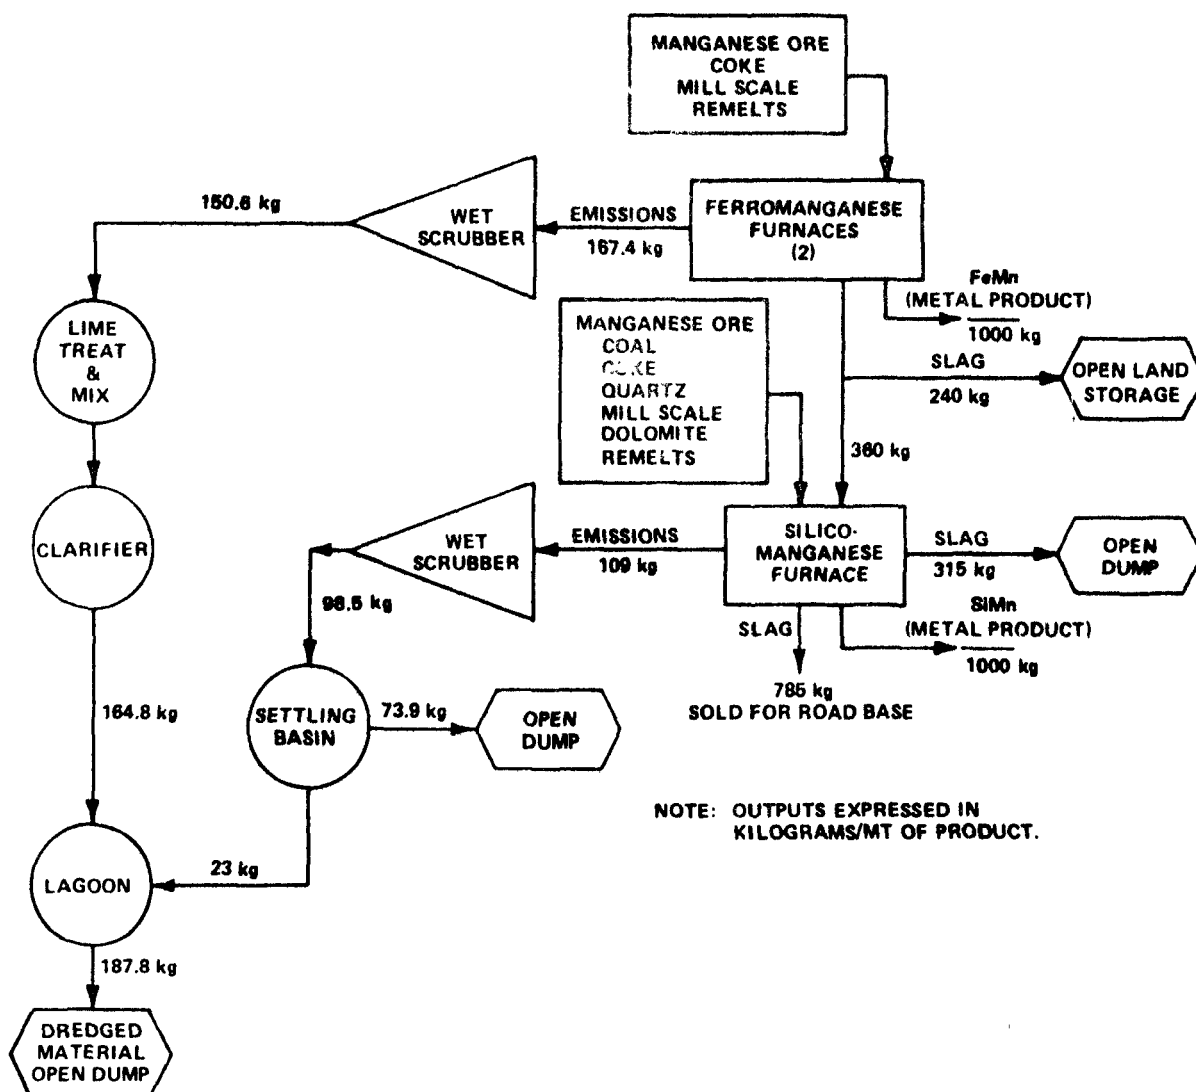 MANGANESE ORE
COKE
MILL SCALE
REMELTS
150.6 kg
WET
SCRUBBER
EMISSIONS
167.4 kg
FERROMANGANESE
FURNACES
(2)
FeMn
(METAL PRODUCT)
1000 kg
LIME
TREAT
&
MIX
MANGANESE ORE
COAL
COKE
QUARTZ
MILL SCALE
DOLOMITE
REMELTS
SLAG
240 kg
OPEN LAND
STORAGE
360 kg
CLARIFIER
WET
SCRUBBER
EMISSIONS
109 kg
SILICO-
MANGANESE
FURNACE
SLAG
315 kg
OPEN
DUMP
98.5 kg
SLAG
SiMn
(METAL PRODUCT)
1000 kg
785 kg
SOLD FOR ROAD BASE
164.8 kg
SETTLING
BASIN
73.9 kg
OPEN
DUMP
NOTE: OUTPUTS EXPRESSED IN
KILOGRAMS/MT OF PRODUCT.
23 kg
LAGOON
187.8 kg
DREDGED
MATERIAL
OPEN DUMP